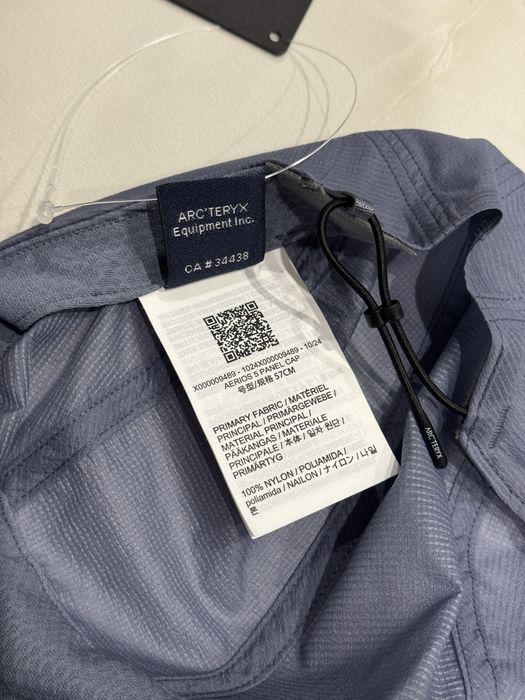 ARC'TERYX
Equipment Inc.
CA # 34438
X000009489 - 1024X000009489 - 10/24
AERIOS 5 PANEL CAP
号型/规格 57CM
PRIMARY FABRIC / MATÉRIEL
PRINCIPAL / PRIMÄRGEWEBE /
MATERIAL PRINCIPAL /
PÄÄKANGAS / MATERIALE
PRINCIPALE / 本体 / 일차 원단 /
PRIMÄRTYG
100% NYLON / POLIAMIDA /
poliamida / NAILON / ナイロン / 나일
론
ARC'TERYX